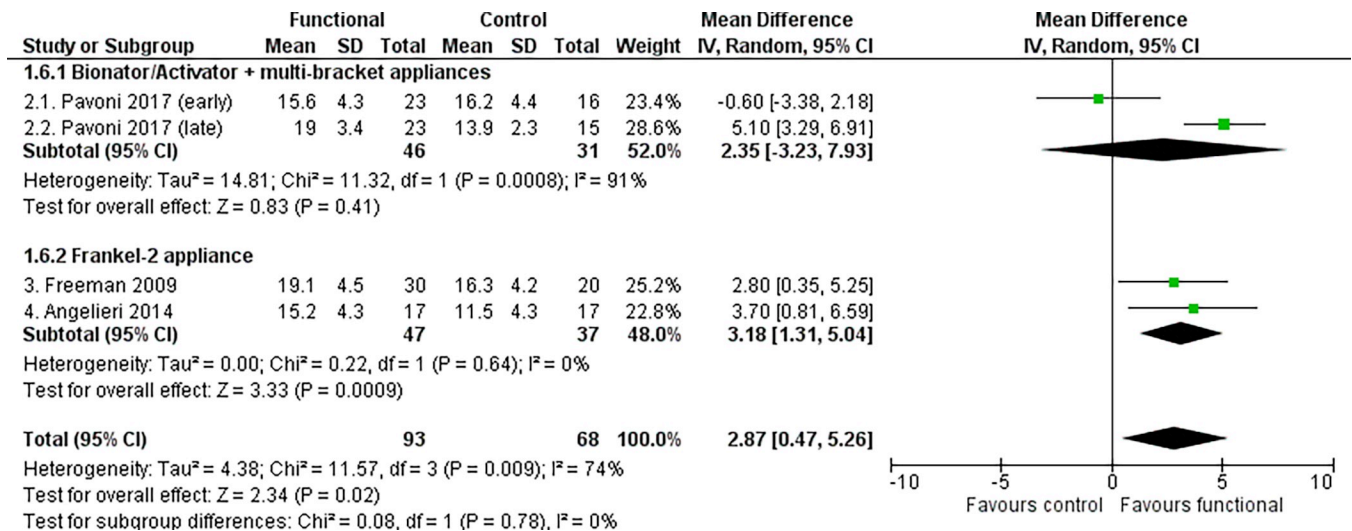 Functional Control Mean Difference Mean Difference
Study or Subgroup Mean SD Total Mean SD Total Weight IV, Random, 95% CI IV, Random, 95% CI
1.6.1 Bionator/Activator + multi-bracket appliances
2.1. Pavoni 2017 (early) 15.6 4.3 23 16.2 4.4 16 23.4% -0.60 [-3.38, 2.18]
2.2. Pavoni 2017 (late) 19 3.4 23 13.9 2.3 15 28.6% 5.10 [3.29, 6.91]
Subtotal (95% CI) 46 31 52.0% 2.35 [-3.23, 7.93]
Heterogeneity: Tau² = 14.81; Chi² = 11.32, df = 1 (P = 0.0008); I² = 91%
Test for overall effect: Z = 0.83 (P = 0.41)
1.6.2 Frankel-2 appliance
3. Freeman 2009 19.1 4.5 30 16.3 4.2 20 25.2% 2.80 [0.35, 5.25]
4. Angelieri 2014 15.2 4.3 17 11.5 4.3 17 22.8% 3.70 [0.81, 6.59]
Subtotal (95% CI) 47 37 48.0% 3.18 [1.31, 5.04]
Heterogeneity: Tau² = 0.00; Chi² = 0.22, df = 1 (P = 0.64); I² = 0%
Test for overall effect: Z = 3.33 (P = 0.0009)
Total (95% CI) 93 68 100.0% 2.87 [0.47, 5.26]
Heterogeneity: Tau² = 4.38; Chi² = 11.57, df = 3 (P = 0.009); I² = 74%
Test for overall effect: Z = 2.34 (P = 0.02)
Test for subgroup differences: Chi² = 0.08, df = 1 (P = 0.78), I² = 0%
-10 -5 0 5 10
Favours control Favours functional